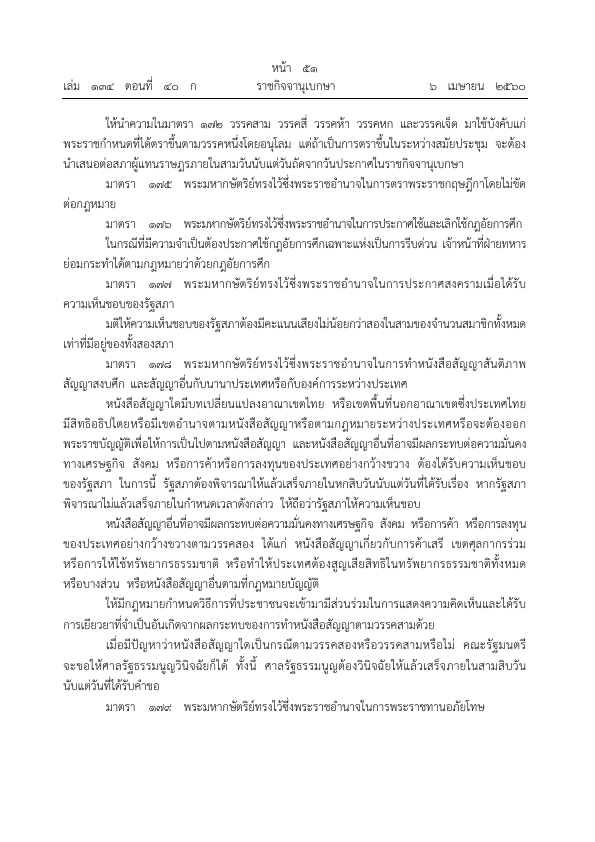 หน้า ๕๑
เล่ม ๑๓๔ ตอนที่ ๔๐ ก ราชกิจจานุเบกษา ๖ เมษายน ๒๕๖๐
ให้นำความในมาตรา ๑๗๒ วรรคสาม วรรคสี่ วรรคห้า วรรคหก และวรรคเจ็ด มาใช้บังคับแก่
พระราชกำหนดที่ได้ตราขึ้นตามวรรคหนึ่งโดยอนุโลม แต่ถ้าเป็นการตราขึ้นในระหว่างสมัยประชุม จะต้อง
นำเสนอต่อสภาผู้แทนราษฎรภายในสามวันนับแต่วันถัดจากวันประกาศในราชกิจจานุเบกษา
มาตรา ๑๗๕ พระมหากษัตริย์ทรงไว้ซึ่งพระราชอำนาจในการตราพระราชกฤษฎีกาโดยไม่ขัด
ต่อกฎหมาย
มาตรา ๑๗๖ พระมหากษัตริย์ทรงไว้ซึ่งพระราชอำนาจในการประกาศใช้และเลิกใช้กฎอัยการศึก
ในกรณีที่มีความจำเป็นต้องประกาศใช้กฎอัยการศึกเฉพาะแห่งเป็นการรีบด่วน เจ้าหน้าที่ฝ่ายทหาร
ย่อมกระทำได้ตามกฎหมายว่าด้วยกฎอัยการศึก
มาตรา ๑๗๗ พระมหากษัตริย์ทรงไว้ซึ่งพระราชอำนาจในการประกาศสงครามเมื่อได้รับ
ความเห็นชอบของรัฐสภา
มติให้ความเห็นชอบของรัฐสภาต้องมีคะแนนเสียงไม่น้อยกว่าสองในสามของจำนวนสมาชิกทั้งหมด
เท่าที่มีอยู่ของทั้งสองสภา
มาตรา ๑๗๘ พระมหากษัตริย์ทรงไว้ซึ่งพระราชอำนาจในการทำหนังสือสัญญาสันติภาพ
สัญญาสงบศึก และสัญญาอื่นกับนานาประเทศหรือกับองค์การระหว่างประเทศ
หนังสือสัญญาใดมีบทเปลี่ยนแปลงอาณาเขตไทย หรือเขตพื้นที่นอกอาณาเขตซึ่งประเทศไทย
มีสิทธิอธิปไตยหรือมีเขตอำนาจตามหนังสือสัญญาหรือตามกฎหมายระหว่างประเทศหรือจะต้องออก
พระราชบัญญัติเพื่อให้การเป็นไปตามหนังสือสัญญา และหนังสือสัญญาอื่นที่อาจมีผลกระทบต่อความมั่นคง
ทางเศรษฐกิจ สังคม หรือการค้าหรือการลงทุนของประเทศอย่างกว้างขวาง ต้องได้รับความเห็นชอบ
ของรัฐสภา ในการนี้ รัฐสภาต้องพิจารณาให้แล้วเสร็จภายในหกสิบวันนับแต่วันที่ได้รับเรื่อง หากรัฐสภา
พิจารณาไม่แล้วเสร็จภายในกำหนดเวลาดังกล่าว ให้ถือว่ารัฐสภาให้ความเห็นชอบ
หนังสือสัญญาอื่นที่อาจมีผลกระทบต่อความมั่นคงทางเศรษฐกิจ สังคม หรือการค้า หรือการลงทุน
ของประเทศอย่างกว้างขวางตามวรรคสอง ได้แก่ หนังสือสัญญาเกี่ยวกับการค้าเสรี เขตศุลกากรร่วม
หรือการให้ใช้ทรัพยากรธรรมชาติ หรือทำให้ประเทศต้องสูญเสียสิทธิในทรัพยากรธรรมชาติทั้งหมด
หรือบางส่วน หรือหนังสือสัญญาอื่นตามที่กฎหมายบัญญัติ
ให้มีกฎหมายกำหนดวิธีการที่ประชาชนจะเข้ามามีส่วนร่วมในการแสดงความคิดเห็นและได้รับ
การเยียวยาที่จำเป็นอันเกิดจากผลกระทบของการทำหนังสือสัญญาตามวรรคสามด้วย
เมื่อมีปัญหาว่าหนังสือสัญญาใดเป็นกรณีตามวรรคสองหรือวรรคสามหรือไม่ คณะรัฐมนตรี
จะขอให้ศาลรัฐธรรมนูญวินิจฉัยก็ได้ ทั้งนี้ ศาลรัฐธรรมนูญต้องวินิจฉัยให้แล้วเสร็จภายในสามสิบวัน
นับแต่วันที่ได้รับคำขอ
มาตรา ๑๗๙ พระมหากษัตริย์ทรงไว้ซึ่งพระราชอำนาจในการพระราชทานอภัยโทษ